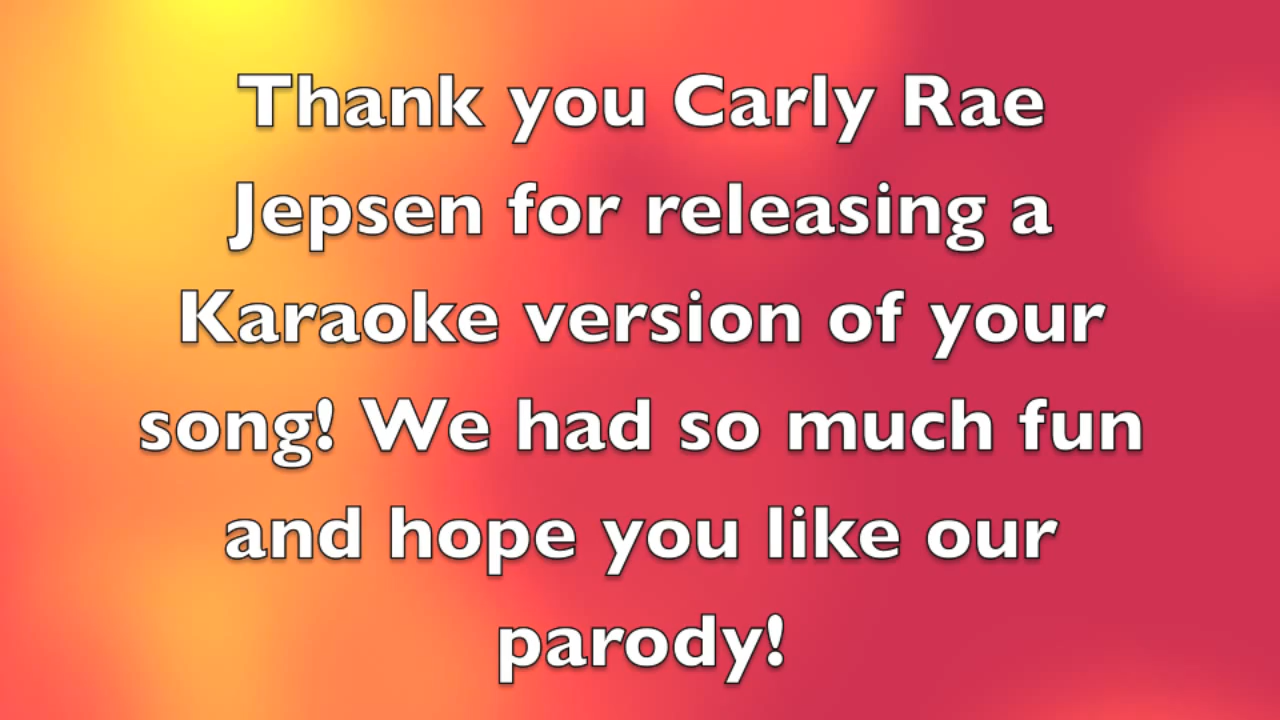 Thank you Carly Rae
Jepsen for releasing a
Karaoke version of your
song! We had so much fun
and hope you like our
parody!